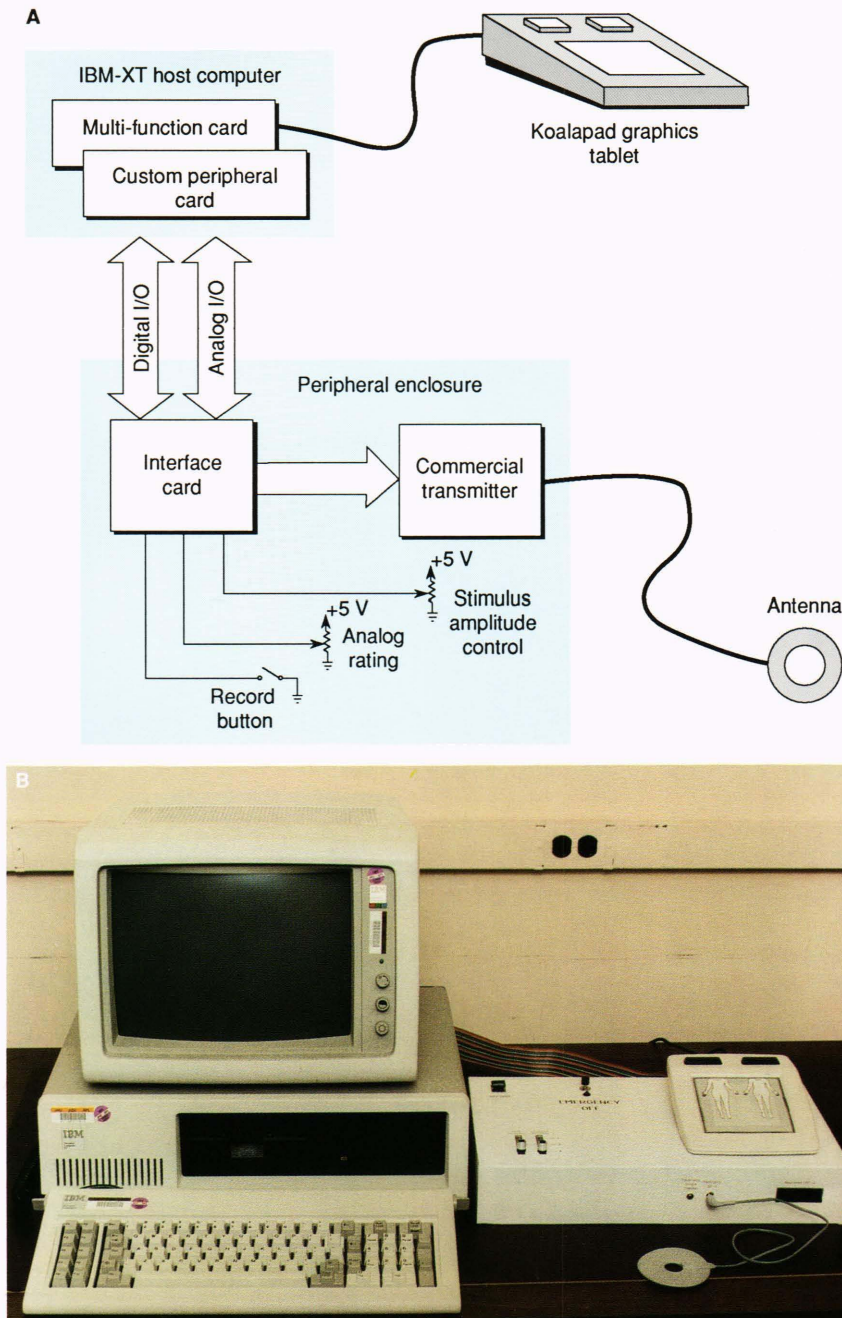 A
IBM-XT host computer
Multi-function card
Custom peripheral
card
Koalapad graphics
tablet
Digital I/O
Analog I/O
Peripheral enclosure
Interface
card
Commercial
transmitter
+5 V
Stimulus
amplitude
control
+5 V
Analog
rating
Record
button
Antenna
B
EMERGENCY
OFF
IBM
IBM